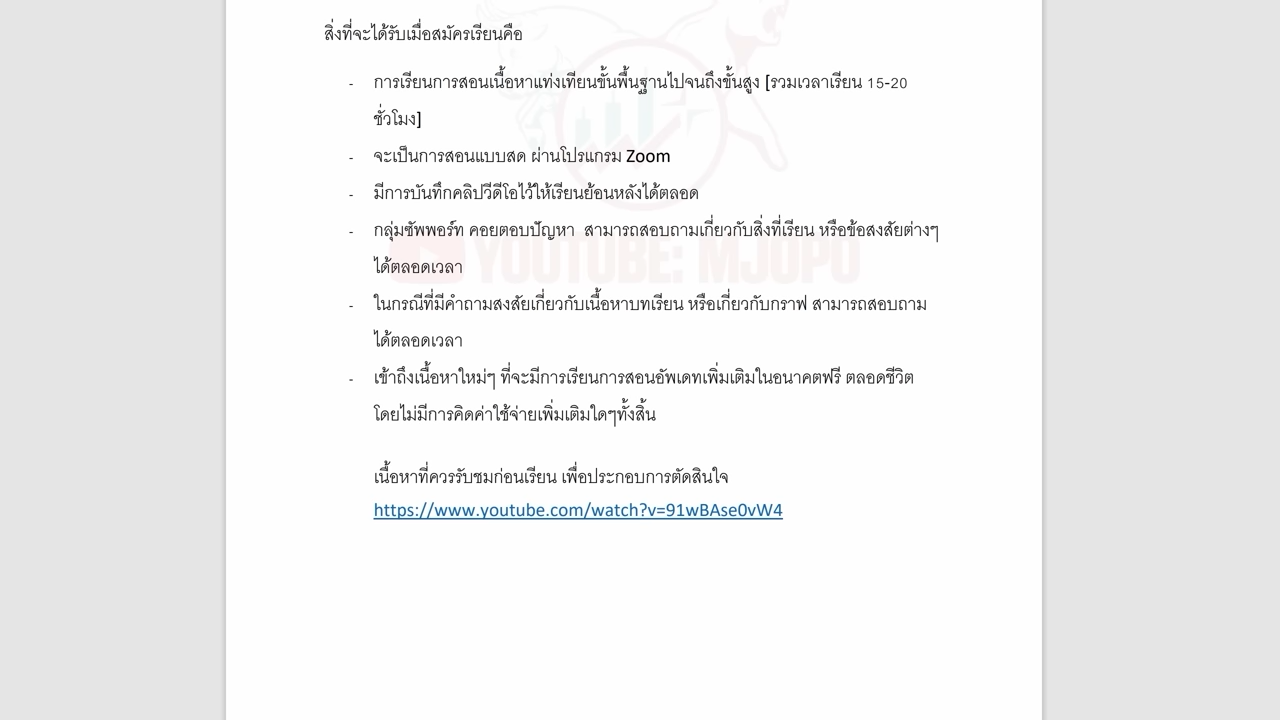 สิ่งที่จะได้รับเมื่อสมัครเรียนคือ
- การเรียนการสอนเนื้อหาแท่งเทียนขั้นพื้นฐานไปจนถึงขั้นสูง [รวมเวลาเรียน 15-20
ชั่วโมง]
- จะเป็นการสอนแบบสด ผ่านโปรแกรม Zoom
- มีการบันทึกคลิปวีดีโอไว้ให้เรียนย้อนหลังได้ตลอด
- กลุ่มซัพพอร์ท คอยตอบปัญหา สามารถสอบถามเกี่ยวกับสิ่งที่เรียน หรือข้อสงสัยต่างๆ
ได้ตลอดเวลา
YOUTUBE: MJOPO
- ในกรณีที่มีคำถามสงสัยเกี่ยวกับเนื้อหาบทเรียน หรือเกี่ยวกับกราฟ สามารถสอบถาม
ได้ตลอดเวลา
- เข้าถึงเนื้อหาใหม่ๆ ที่จะมีการเรียนการสอนอัพเดทเพิ่มเติมในอนาคตฟรี ตลอดชีวิต
โดยไม่มีการคิดค่าใช้จ่ายเพิ่มเติมใดๆทั้งสิ้น
เนื้อหาที่ควรรับชมก่อนเรียน เพื่อประกอบการตัดสินใจ
https://www.youtube.com/watch?v=91wBAse0vW4